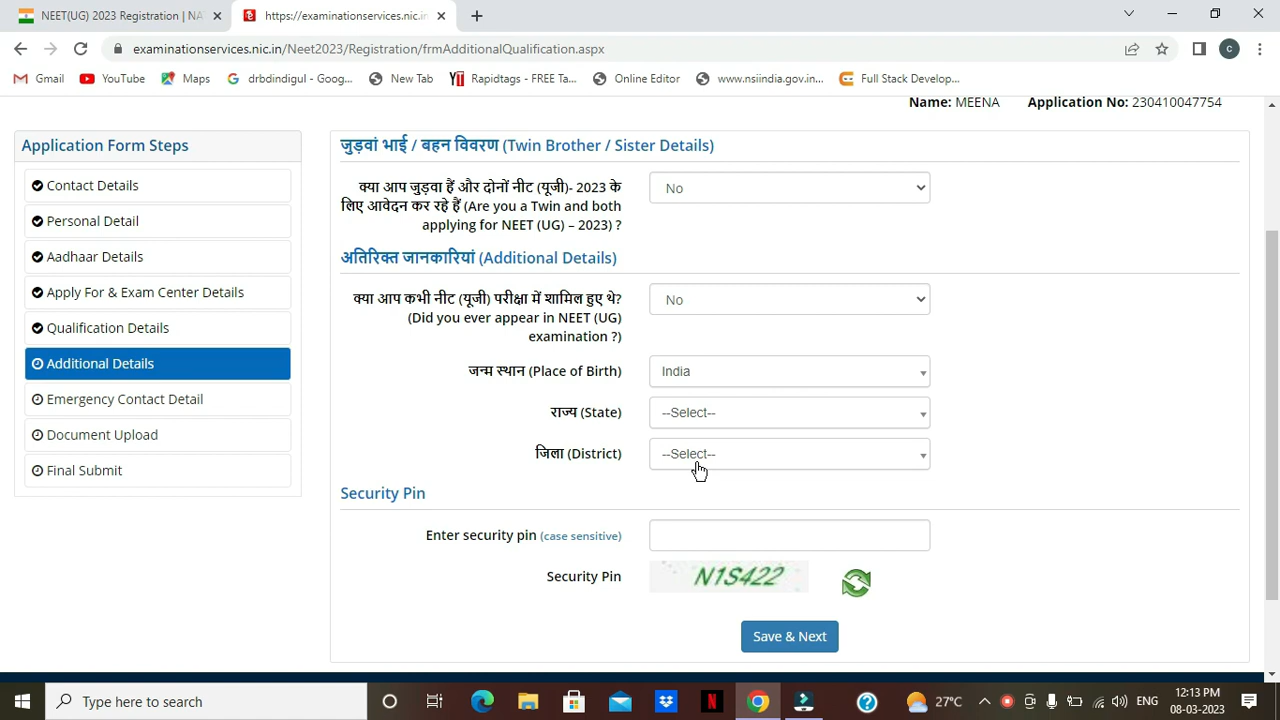 NEET(UG) 2023 Registration | NA
https://examinationservices.nic.in
examinationservices.nic.in/Neet2023/Registration/frmAdditionalQualification.aspx
C
Gmail
YouTube
Maps
drbdindigul - Goog...
New Tab
Rapidtags - FREE Ta...
Online Editor
www.nsiindia.gov.in...
Full Stack Develop...
Name: MEENA Application No: 230410047754
Application Form Steps
Contact Details
Personal Detail
Aadhaar Details
Apply For & Exam Center Details
Qualification Details
Additional Details
Emergency Contact Detail
Document Upload
Final Submit
जुड़वां भाई / बहन विवरण (Twin Brother / Sister Details)
क्या आप जुड़वा हैं और दोनों नीट (यूजी)- 2023 के
लिए आवेदन कर रहे हैं (Are you a Twin and both
applying for NEET (UG) – 2023) ?
No
अतिरिक्त जानकारियां (Additional Details)
क्या आप कभी नीट (यूजी) परीक्षा में शामिल हुए थे?
(Did you ever appear in NEET (UG)
examination ?)
No
जन्म स्थान (Place of Birth)
India
राज्य (State)
--Select--
जिला (District)
--Select--
Security Pin
Enter security pin (case sensitive)
Security Pin
N1S422
Save & Next
Type here to search
27°C
ENG
12:13 PM
08-03-2023